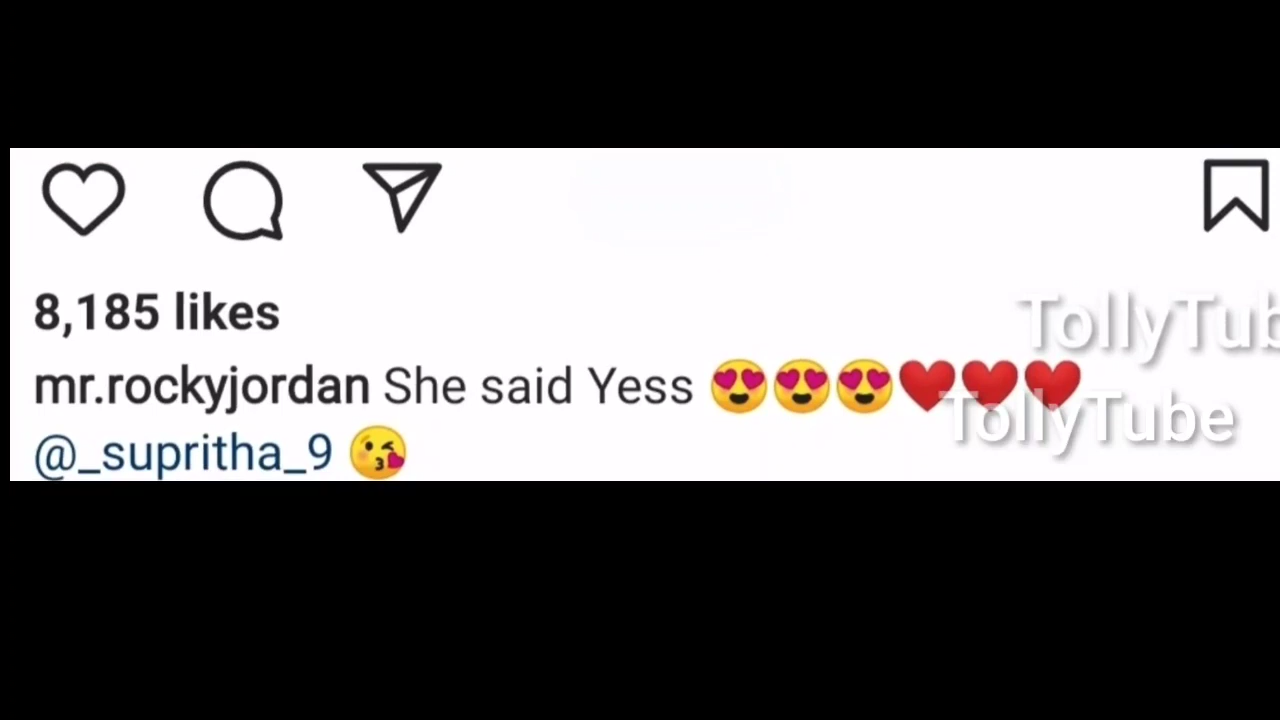 8,185 likes
TollyTub
mr.rockyjordan She said Yess 😍😍😍❤️❤️❤️
TollyTube
@_supritha_9 😘